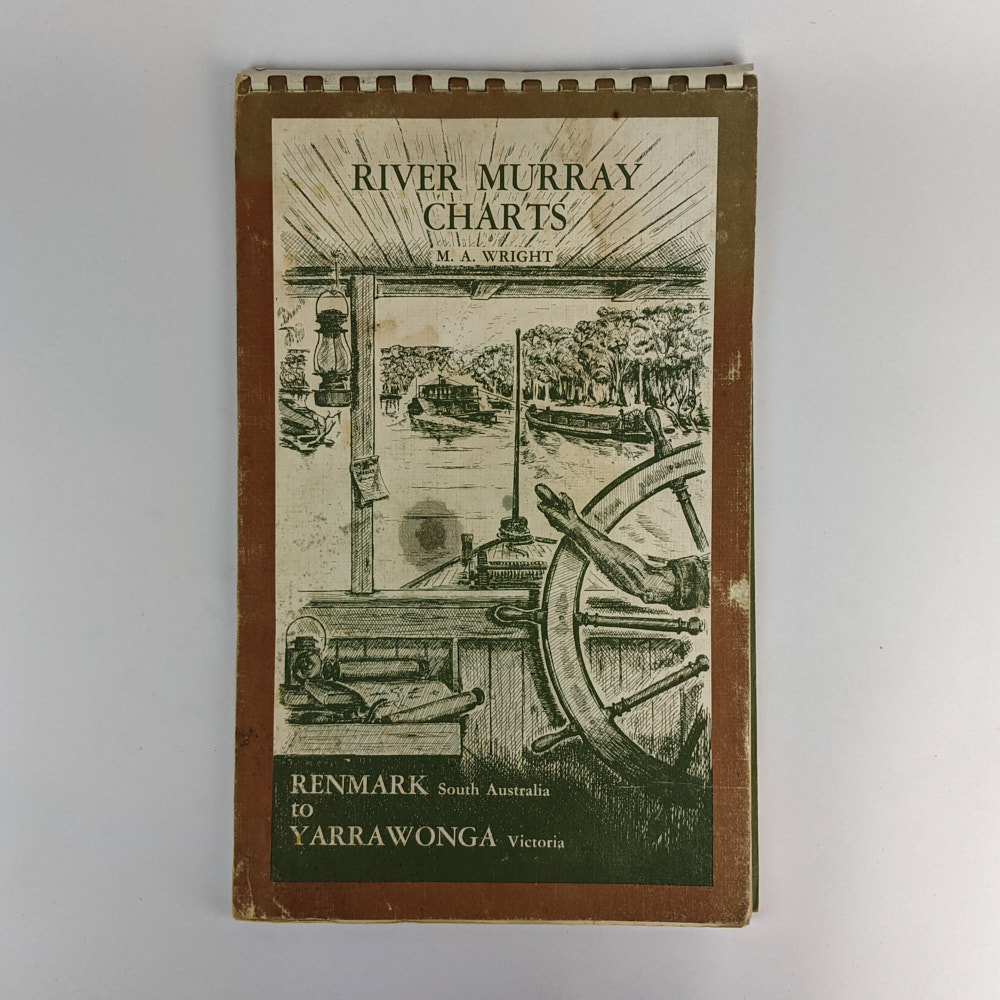 RIVER MURRAY
CHARTS
M. A. WRIGHT
RENMARK South Australia
to
YARRAWONGA Victoria